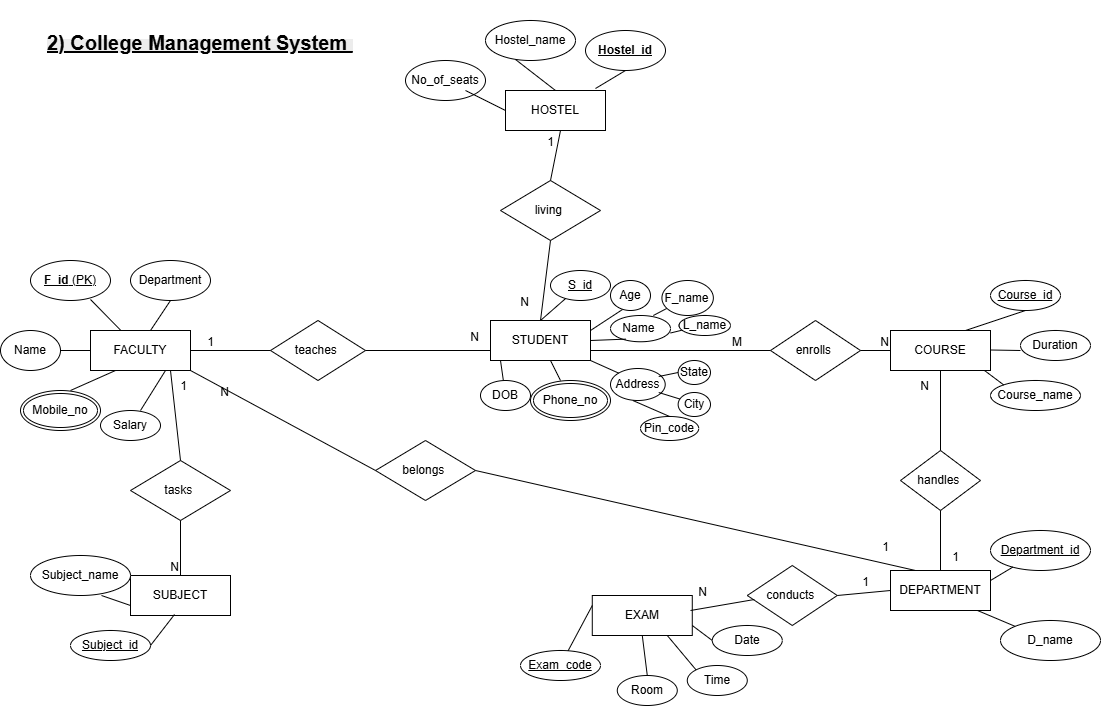 2) College Management System
Hostel_name
Hostel_id
No_of_seats
HOSTEL
1
living
N
F_id (PK)
Department
S_id
Age
F_name
Name
L_name
Course_id
Name
FACULTY
1
teaches
N
STUDENT
M
enrolls
N
COURSE
Duration
Mobile_no
Salary
1
N
DOB
Phone_no
Address
State
City
Pin_code
N
Course_name
tasks
belongs
handles
N
1
1
Subject_name
SUBJECT
Subject_id
EXAM
N
conducts
1
DEPARTMENT
Department_id
D_name
Exam_code
Room
Time
Date